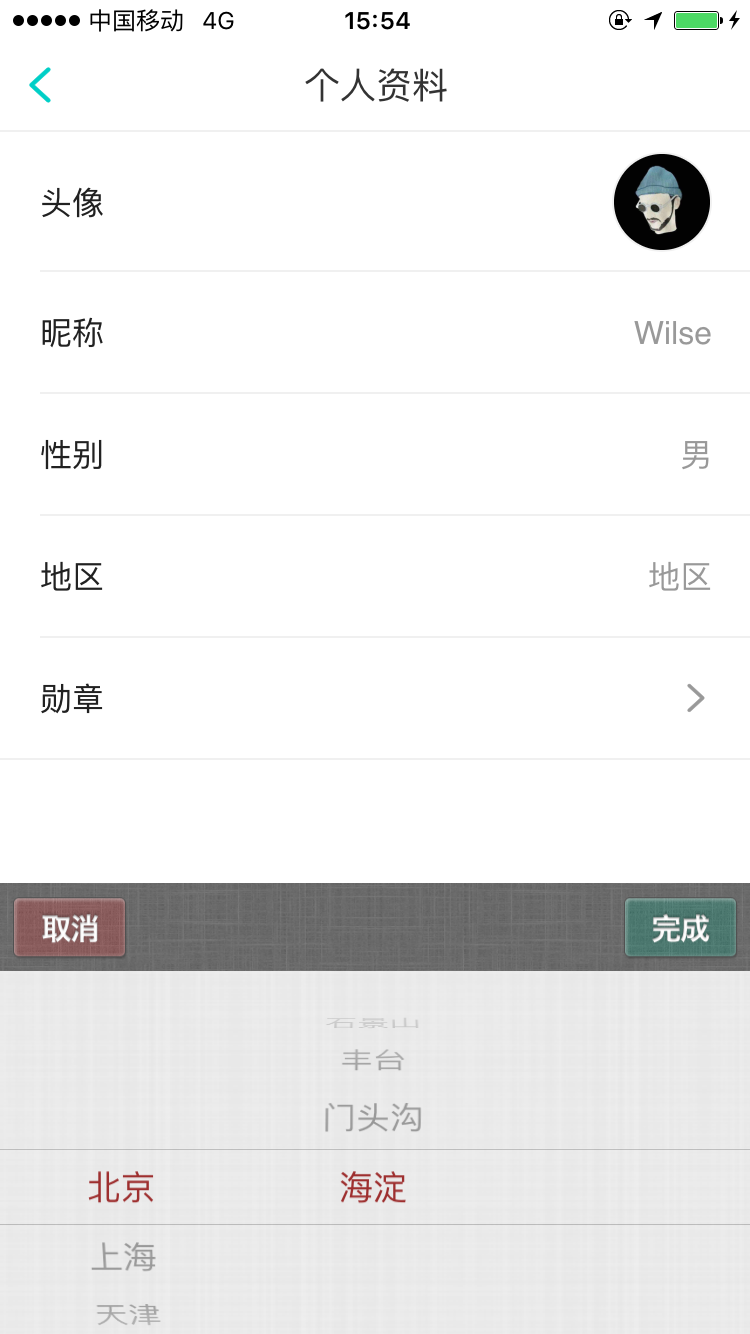 中国移动 4G 15:54
个人资料
头像
昵称 Wilse
性别 男
地区 地区
勋章
取消 完成
丰台
门头沟
北京 海淀
上海
天津